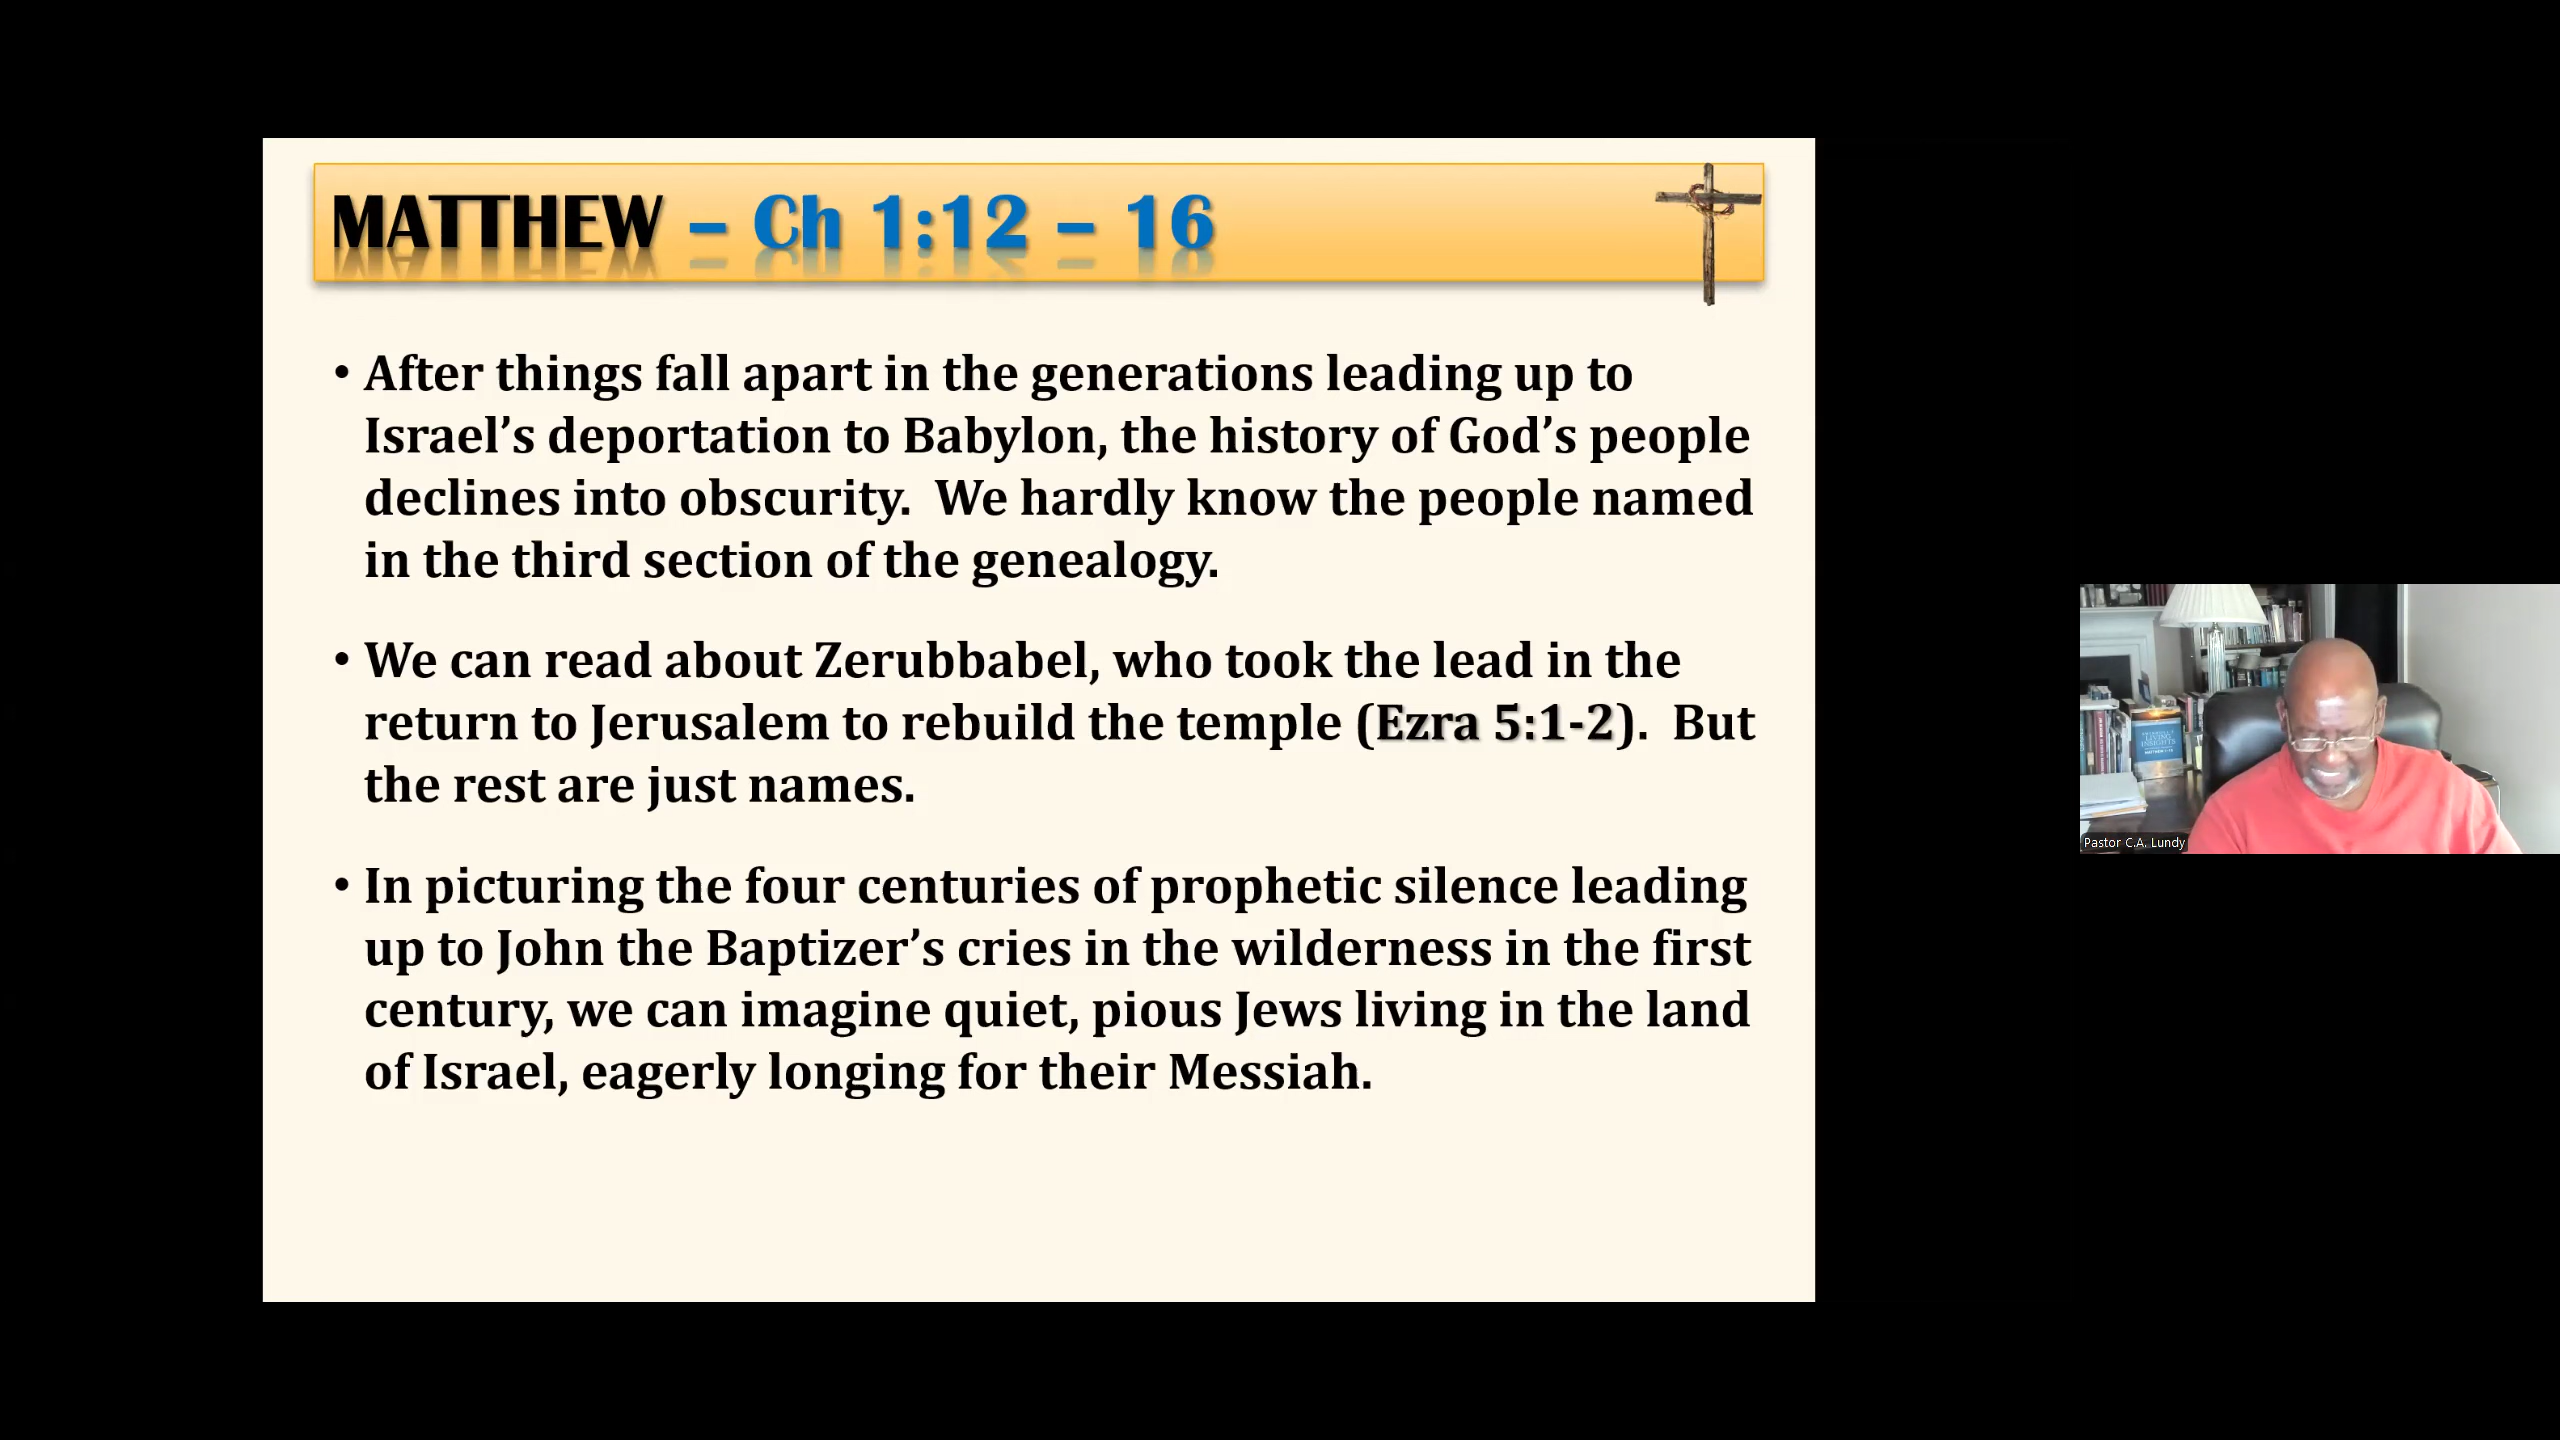 MATTHEW – Ch 1:12 – 16
• After things fall apart in the generations leading up to
Israel’s deportation to Babylon, the history of God’s people
declines into obscurity.  We hardly know the people named
in the third section of the genealogy.
• We can read about Zerubbabel, who took the lead in the
return to Jerusalem to rebuild the temple (Ezra 5:1-2).  But
the rest are just names.
• In picturing the four centuries of prophetic silence leading
up to John the Baptizer’s cries in the wilderness in the first
century, we can imagine quiet, pious Jews living in the land
of Israel, eagerly longing for their Messiah.
LIVING
INSIGHTS
Pastor C.A. Lundy